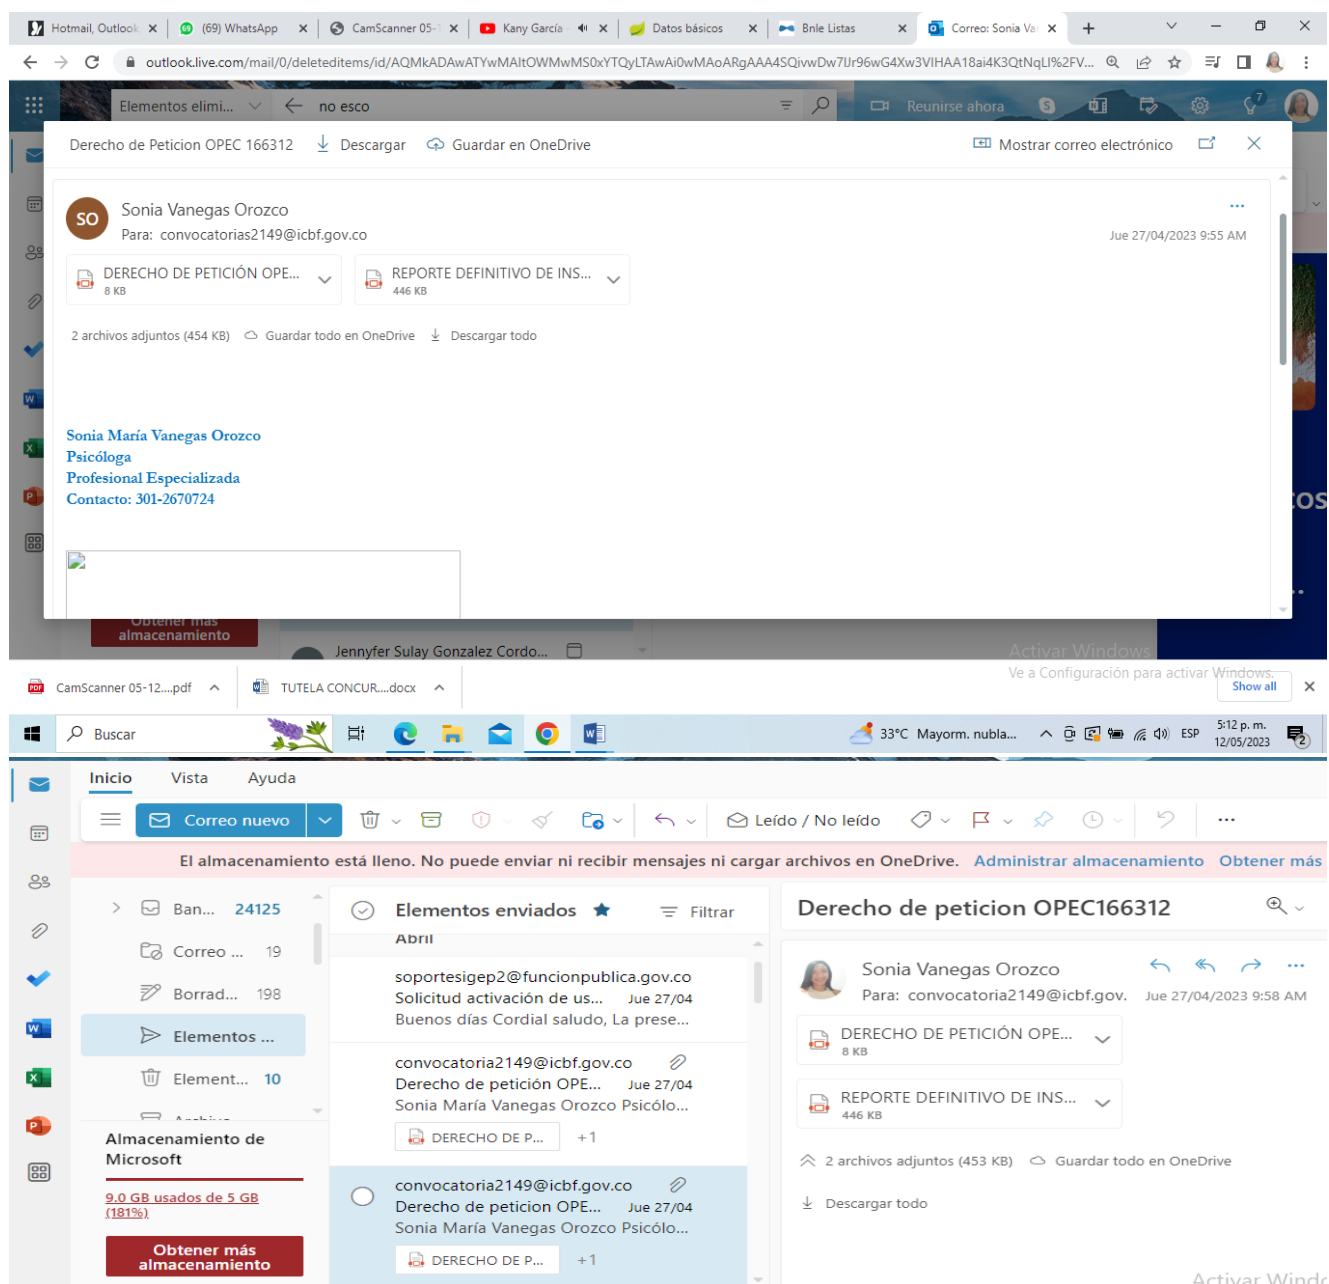 Hotmail, Outlook
(69) WhatsApp
CamScanner 05-1
Kany García
Datos básicos
Bnle Listas
Correo: Sonia Va
outlook.live.com/mail/0/deleteditems/id/AQMkADAwATYwMAItOWMwMS0xYTQyLTAwAi0wMAoARgAAA4SQivwDw7lJr96wG4Xw3VIHAA18ai4K3QtNqLI%2FV...
Elementos elimi...
no esco
Reunirse ahora
7
Derecho de Peticion OPEC 166312
Descargar
Guardar en OneDrive
Mostrar correo electrónico
SO
Sonia Vanegas Orozco
Para: convocatorias2149@icbf.gov.co
Jue 27/04/2023 9:55 AM
DERECHO DE PETICIÓN OPE...
8 KB
REPORTE DEFINITIVO DE INS...
446 KB
2 archivos adjuntos (454 KB)
Guardar todo en OneDrive
Descargar todo
Sonia María Vanegas Orozco
Psicóloga
Profesional Especializada
Contacto: 301-2670724
os
Obtener más
almacenamiento
Jennyfer Sulay Gonzalez Cordo...
Activar Windows
Ve a Configuración para activar Windows.
CamScanner 05-12....pdf
TUTELA CONCUR....docx
Show all
Buscar
33°C Mayorm. nubla...
ESP
5:12 p. m.
12/05/2023
2
Inicio
Vista
Ayuda
Correo nuevo
Leído / No leído
El almacenamiento está lleno. No puede enviar ni recibir mensajes ni cargar archivos en OneDrive. Administrar almacenamiento Obtener más
Ban... 24125
Correo ... 19
Borrad... 198
Elementos ...
Element... 10
Almacenamiento de
Microsoft
9.0 GB usados de 5 GB
(181%)
Obtener más
almacenamiento
Elementos enviados
Filtrar
Abril
soportesigep2@funcionpublica.gov.co
Solicitud activación de us... Jue 27/04
Buenos días Cordial saludo, La prese...
convocatoria2149@icbf.gov.co
Derecho de petición OPE... Jue 27/04
Sonia María Vanegas Orozco Psicólo...
DERECHO DE P...
+1
convocatoria2149@icbf.gov.co
Derecho de peticion OPE... Jue 27/04
Sonia María Vanegas Orozco Psicólo...
DERECHO DE P...
+1
Derecho de peticion OPEC166312
Sonia Vanegas Orozco
Para: convocatoria2149@icbf.gov.
Jue 27/04/2023 9:58 AM
DERECHO DE PETICIÓN OPE...
8 KB
REPORTE DEFINITIVO DE INS...
446 KB
2 archivos adjuntos (453 KB)
Guardar todo en OneDrive
Descargar todo
Activar Wind